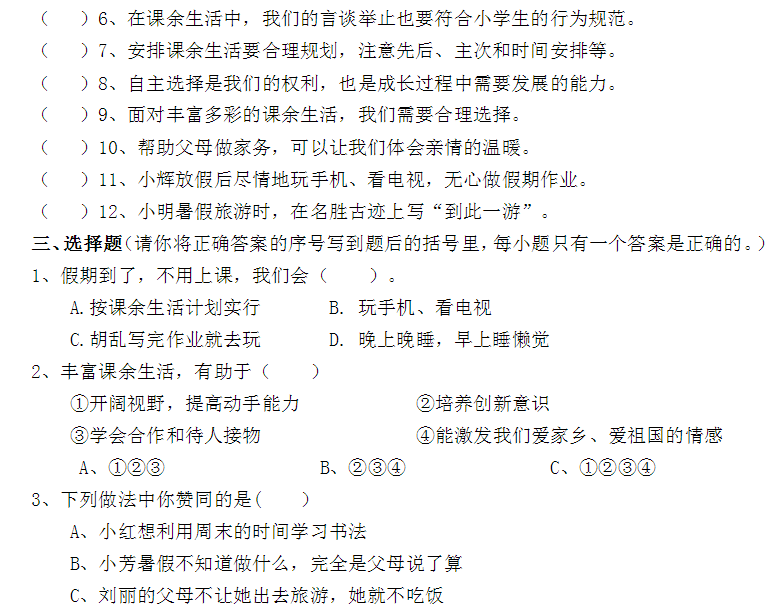 （   ）6、在课余生活中，我们的言谈举止也要符合小学生的行为规范。
（   ）7、安排课余生活要合理规划，注意先后、主次和时间安排等。
（   ）8、自主选择是我们的权利，也是成长过程中需要发展的能力。
（   ）9、面对丰富多彩的课余生活，我们需要合理选择。
（   ）10、帮助父母做家务，可以让我们体会亲情的温暖。
（   ）11、小辉放假后尽情地玩手机、看电视，无心做假期作业。
（   ）12、小明暑假旅游时，在名胜古迹上写“到此一游”。
三、选择题（请你将正确答案的序号写到题后的括号里，每小题只有一个答案是正确的。）
1、假期到了，不用上课，我们会（   ）。
A.按课余生活计划实行 B. 玩手机、看电视
C.胡乱写完作业就去玩 D. 晚上晚睡，早上睡懒觉
2、丰富课余生活，有助于（   ）
①开阔视野，提高动手能力 ②培养创新意识
③学会合作和待人接物 ④能激发我们爱家乡、爱祖国的情感
A、①②③ B、②③④ C、①②③④
3、下列做法中你赞同的是(   ）
A、小红想利用周末的时间学习书法
B、小芳暑假不知道做什么，完全是父母说了算
C、刘丽的父母不让她出去旅游，她就不吃饭